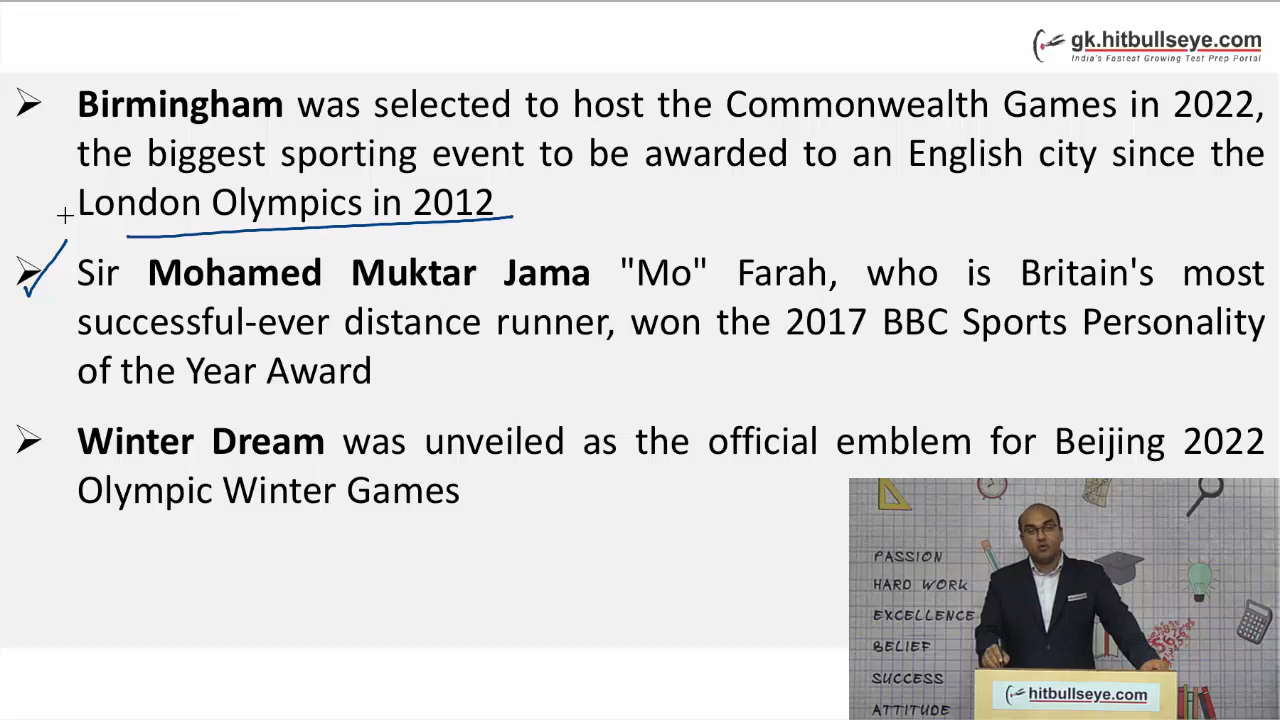 gk.hitbullseye.com
India's Fastest Growing Test Prep Portal
Birmingham was selected to host the Commonwealth Games in 2022,
the biggest sporting event to be awarded to an English city since the
London Olympics in 2012
Sir Mohamed Muktar Jama "Mo" Farah, who is Britain's most
successful-ever distance runner, won the 2017 BBC Sports Personality
of the Year Award
Winter Dream was unveiled as the official emblem for Beijing 2022
Olympic Winter Games
PASSION
HARD WORK
EXCELLENCE
BELIEF
SUCCESS
ATTITUDE
hitbullseye.com